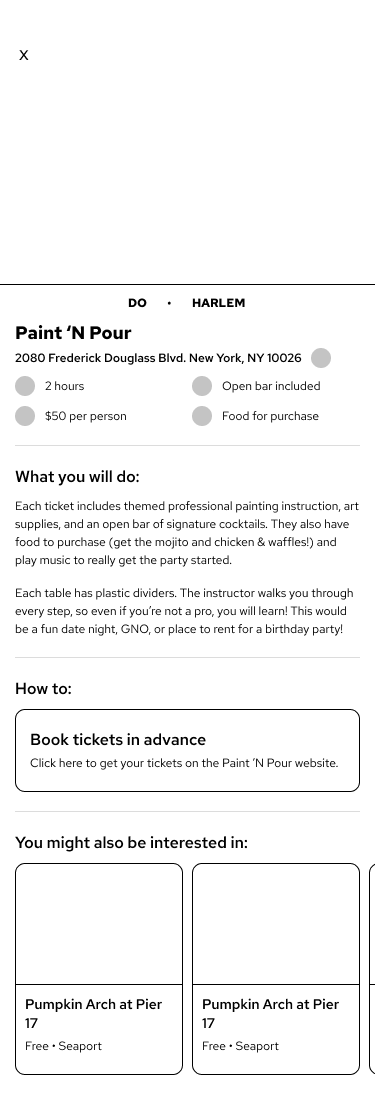 X
DO • HARLEM
Paint ‘N Pour
2080 Frederick Douglass Blvd. New York, NY 10026
2 hours
Open bar included
$50 per person
Food for purchase
What you will do:
Each ticket includes themed professional painting instruction, art
supplies, and an open bar of signature cocktails. They also have
food to purchase (get the mojito and chicken & waffles!) and
play music to really get the party started.
Each table has plastic dividers. The instructor walks you through
every step, so even if you’re not a pro, you will learn! This would
be a fun date night, GNO, or place to rent for a birthday party!
How to:
Book tickets in advance
Click here to get your tickets on the Paint ‘N Pour website.
You might also be interested in:
Pumpkin Arch at Pier
17
Free • Seaport
Pumpkin Arch at Pier
17
Free • Seaport